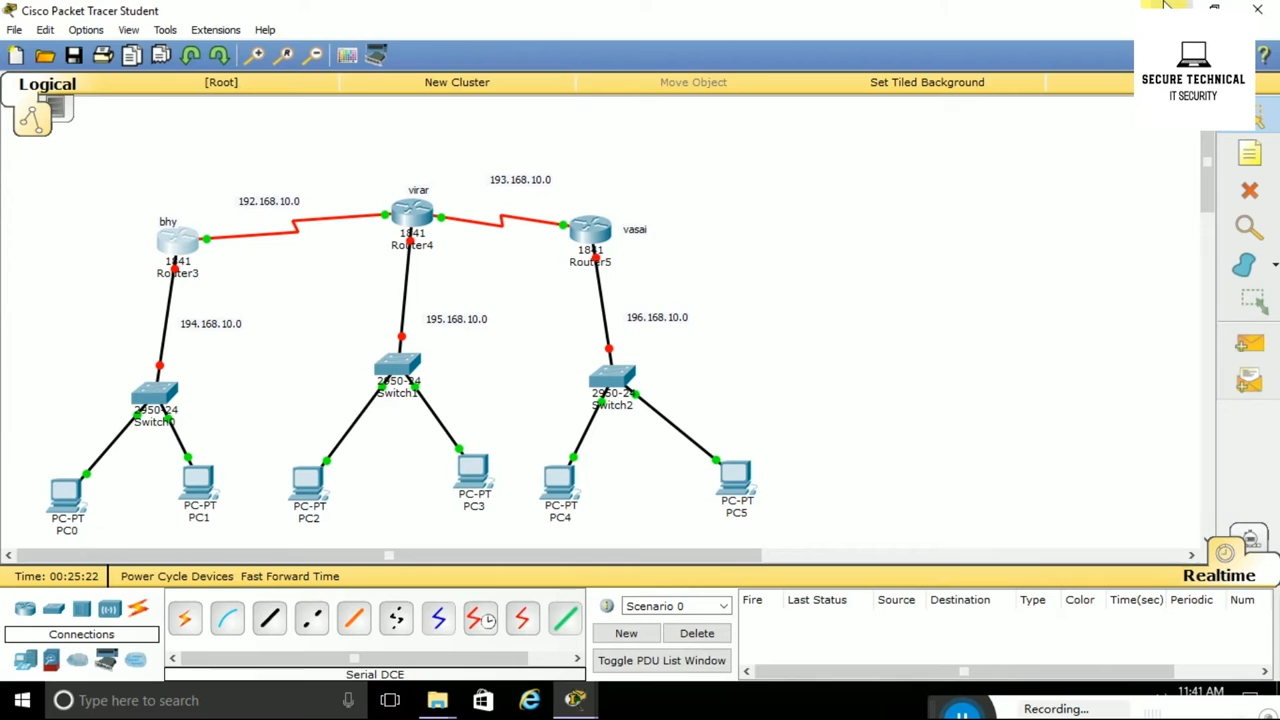 Cisco Packet Tracer Student
File Edit Options View Tools Extensions Help
Logical
[Root]
New Cluster
Move Object
Set Tiled Background
SECURE TECHNICAL
IT SECURITY
?
virar
193.168.10.0
192.168.10.0
bhy
vasai
1841
Router4
1841
Router5
1841
Router3
194.168.10.0
195.168.10.0
196.168.10.0
2950-24
Switch0
2950-24
Switch1
2950-24
Switch2
PC-PT
PC0
PC-PT
PC1
PC-PT
PC2
PC-PT
PC3
PC-PT
PC4
PC-PT
PC5
Time: 00:25:22
Power Cycle Devices Fast Forward Time
Realtime
Connections
Serial DCE
Scenario 0
New
Delete
Toggle PDU List Window
Fire Last Status Source Destination Type Color Time(sec) Periodic Num
Type here to search
11:41 AM
Recording...